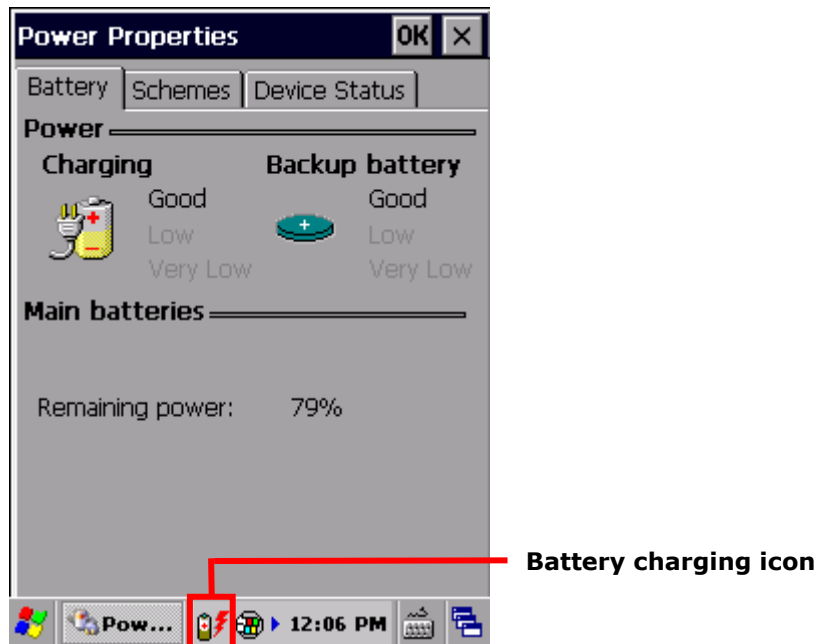 Power Properties OK ×
Battery Schemes Device Status
Power
Charging Backup battery
Good Good
Low Low
Very Low Very Low
Main batteries
Remaining power: 79%
Battery charging icon
Pow... 12:06 PM